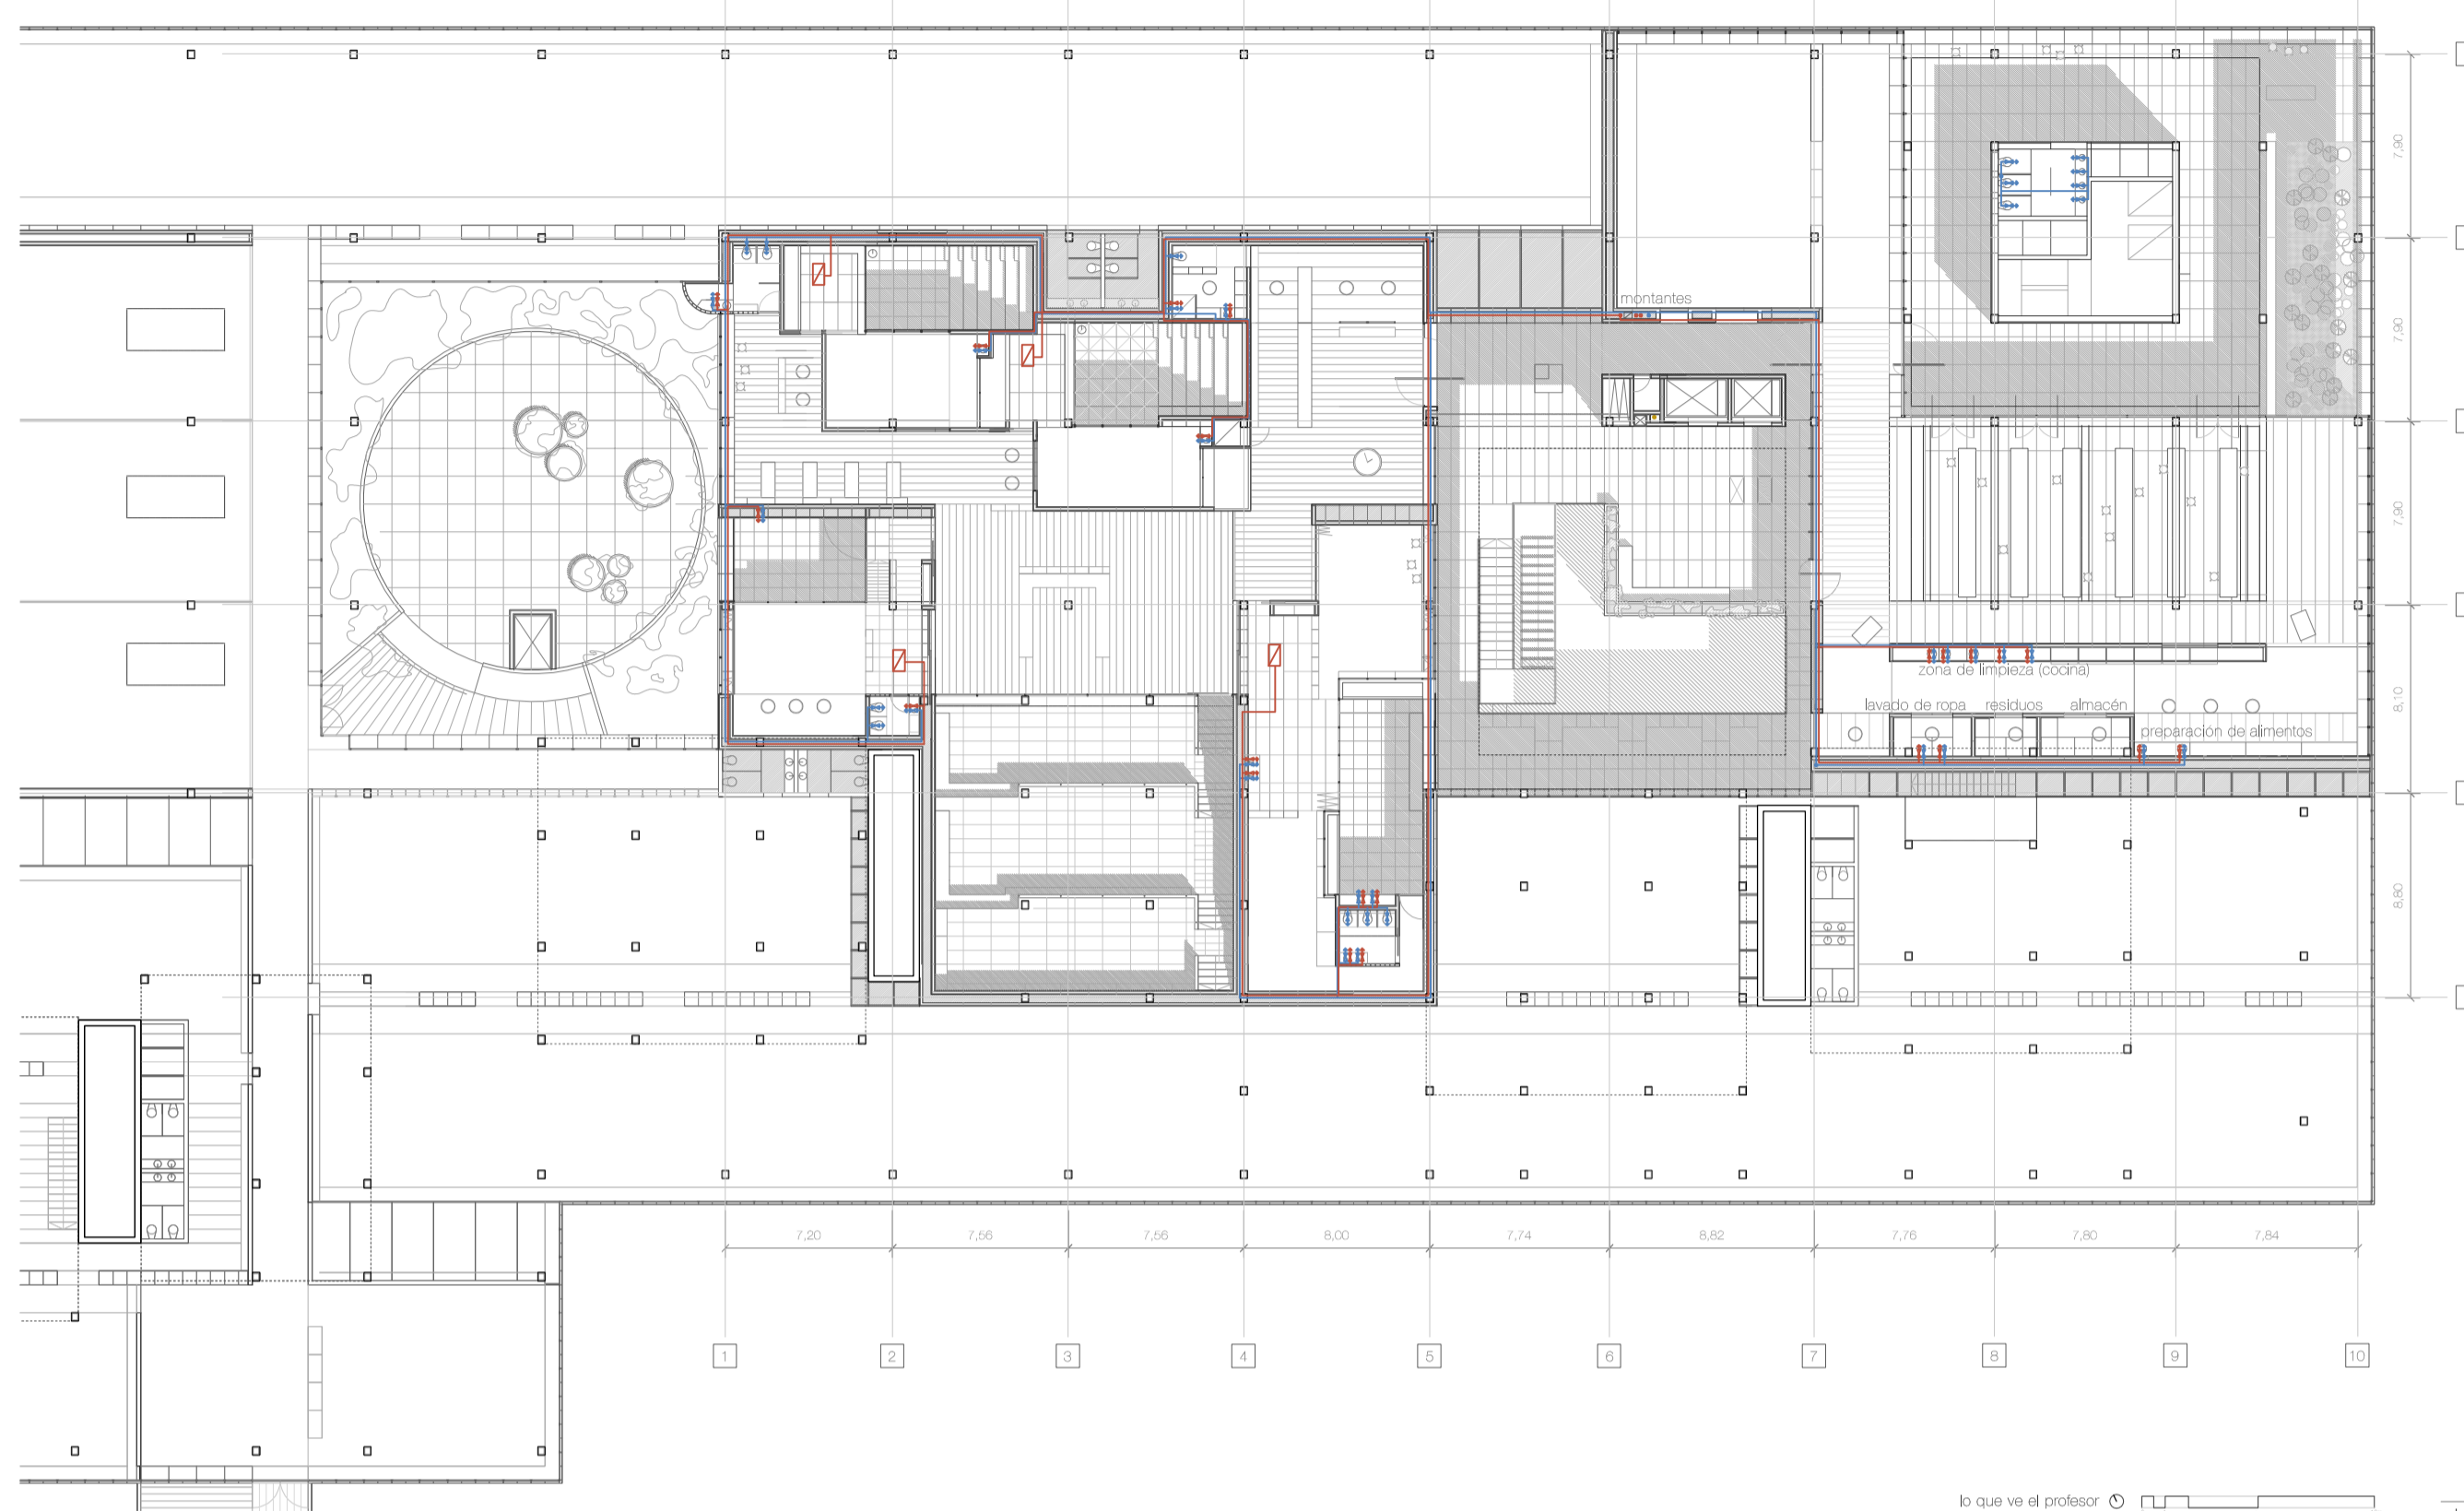 7,90
montantes
7,90
7,90
zona de limpieza (cocina)
lavado de ropa residuos almacén
8,10
preparación de alimentos
8,80
7,20 7,56 7,56 8,00 7,74 8,82 7,76 7,80 7,84
1 2 3 4 5 6 7 8 9 10
lo que ve el profesor